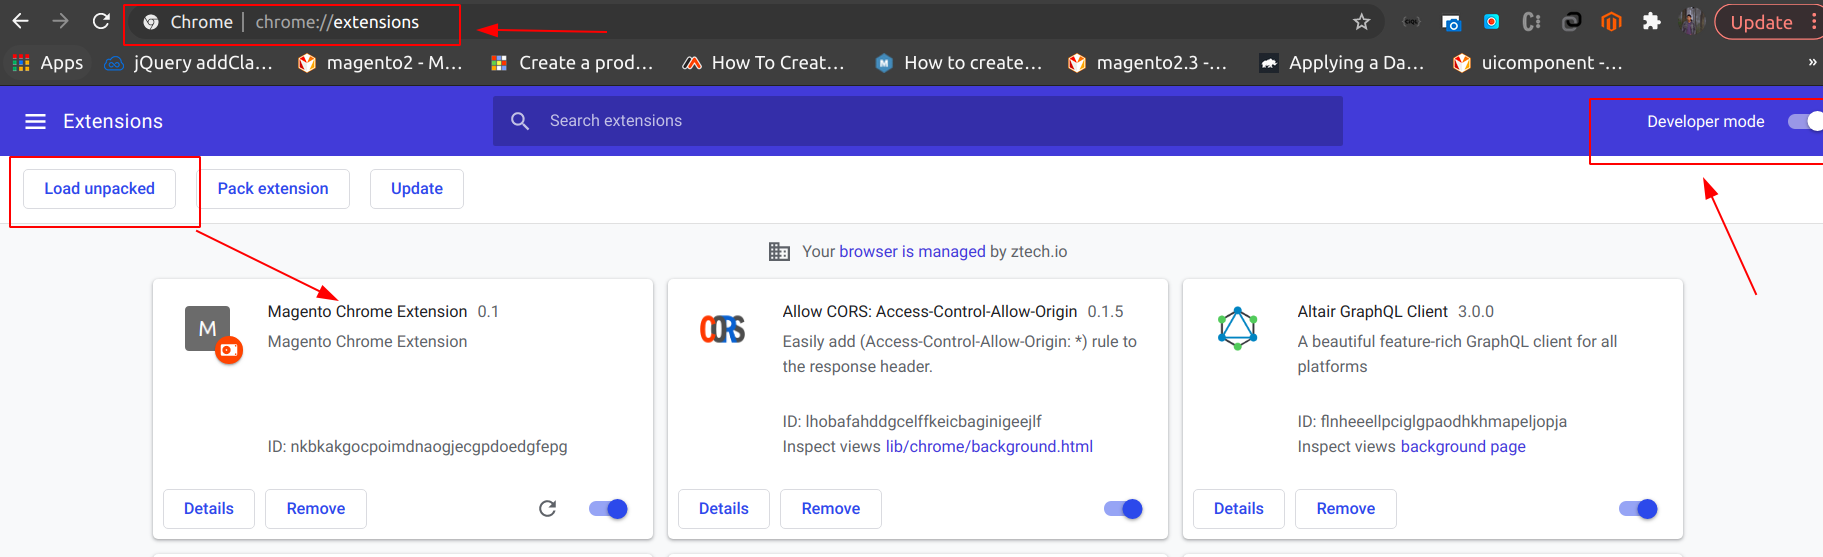 Chrome | chrome://extensions
Update
Apps jQuery addCla... magento2 - M... Create a prod... How To Creat... How to create... magento2.3 -... Applying a Da... uicomponent -... »
Extensions
Search extensions
Developer mode
Load unpacked
Pack extension
Update
Your browser is managed by ztech.io
M
Magento Chrome Extension 0.1
Magento Chrome Extension
ID: nkbkakgocpoimdnaogjecgpdoedgfepg
Details
Remove
CORS
Allow CORS: Access-Control-Allow-Origin 0.1.5
Easily add (Access-Control-Allow-Origin: *) rule to
the response header.
ID: lhobafahddgcelffkeicbaginigeejlf
Inspect views lib/chrome/background.html
Details
Remove
Altair GraphQL Client 3.0.0
A beautiful feature-rich GraphQL client for all
platforms
ID: flnheeellpciglgpaodhkhmapeljopja
Inspect views background page
Details
Remove